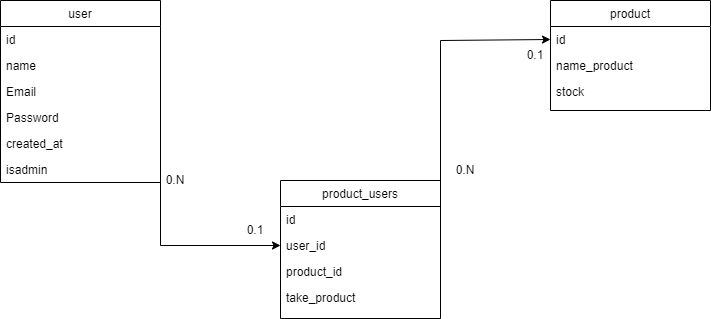 user
id
name
Email
Password
created_at
isadmin
0.N
0.1
product_users
id
user_id
product_id
take_product
0.N
0.1
product
id
name_product
stock